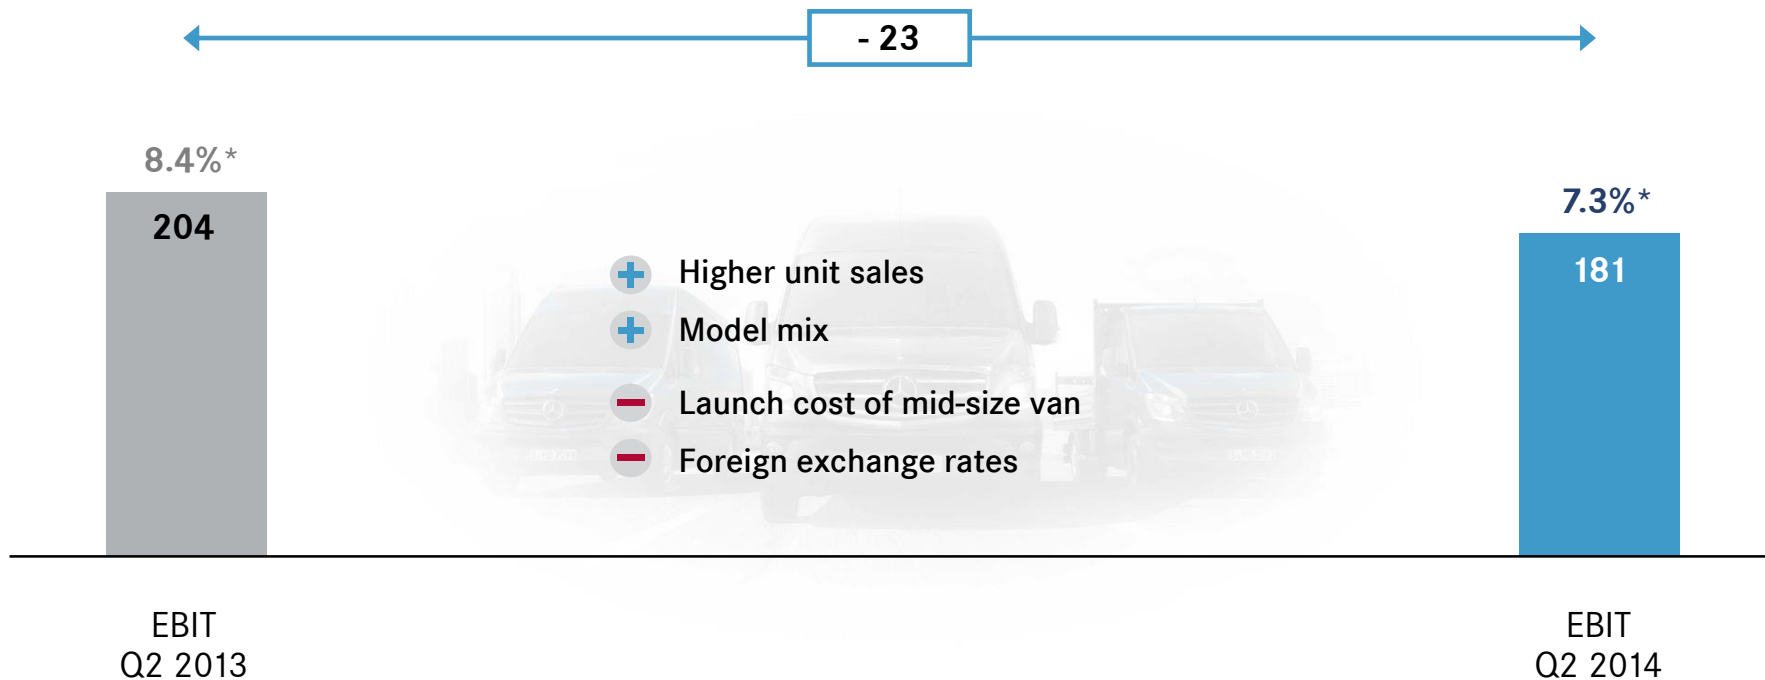 - 23
8.4%*
204
7.3%*
181
Higher unit sales
Model mix
Launch cost of mid-size van
Foreign exchange rates
EBIT
Q2 2013
EBIT
Q2 2014